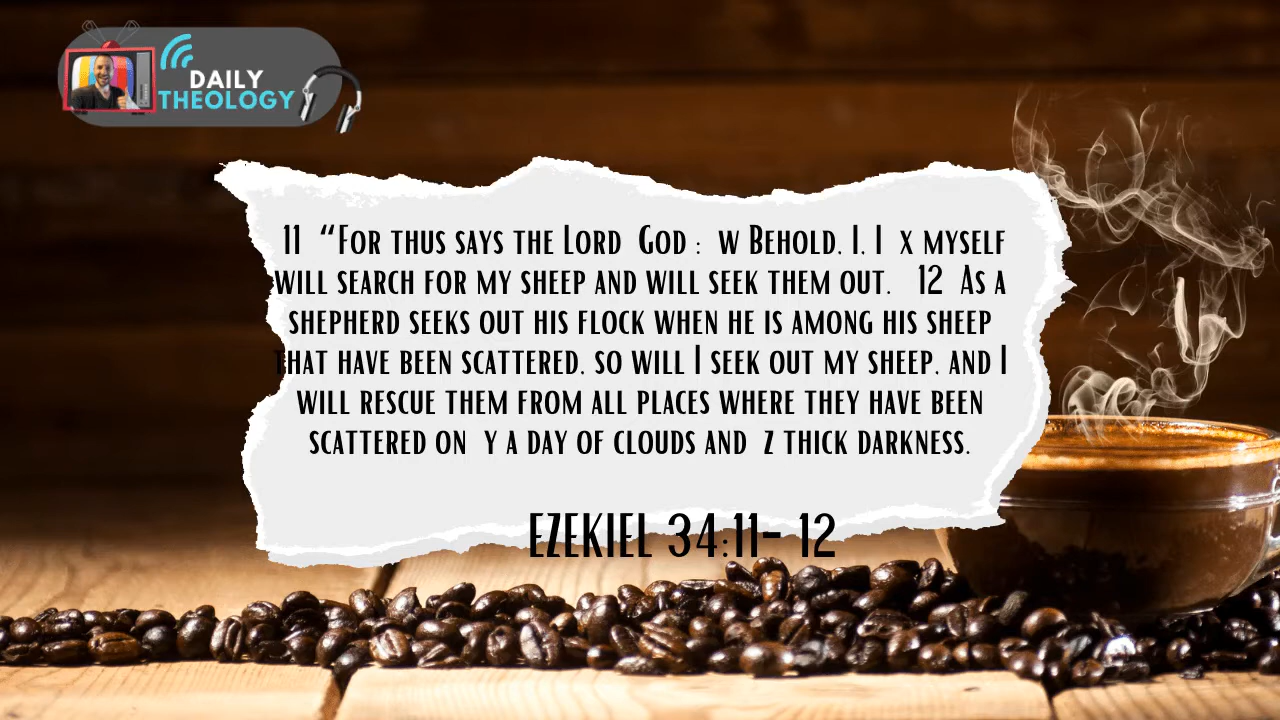 DAILY
THEOLOGY
11 “For thus says the Lord God : w Behold, I, I x myself
will search for my sheep and will seek them out. 12 As a
shepherd seeks out his flock when he is among his sheep
that have been scattered, so will I seek out my sheep, and I
will rescue them from all places where they have been
scattered on y a day of clouds and z thick darkness.
EZEKIEL 34:11- 12